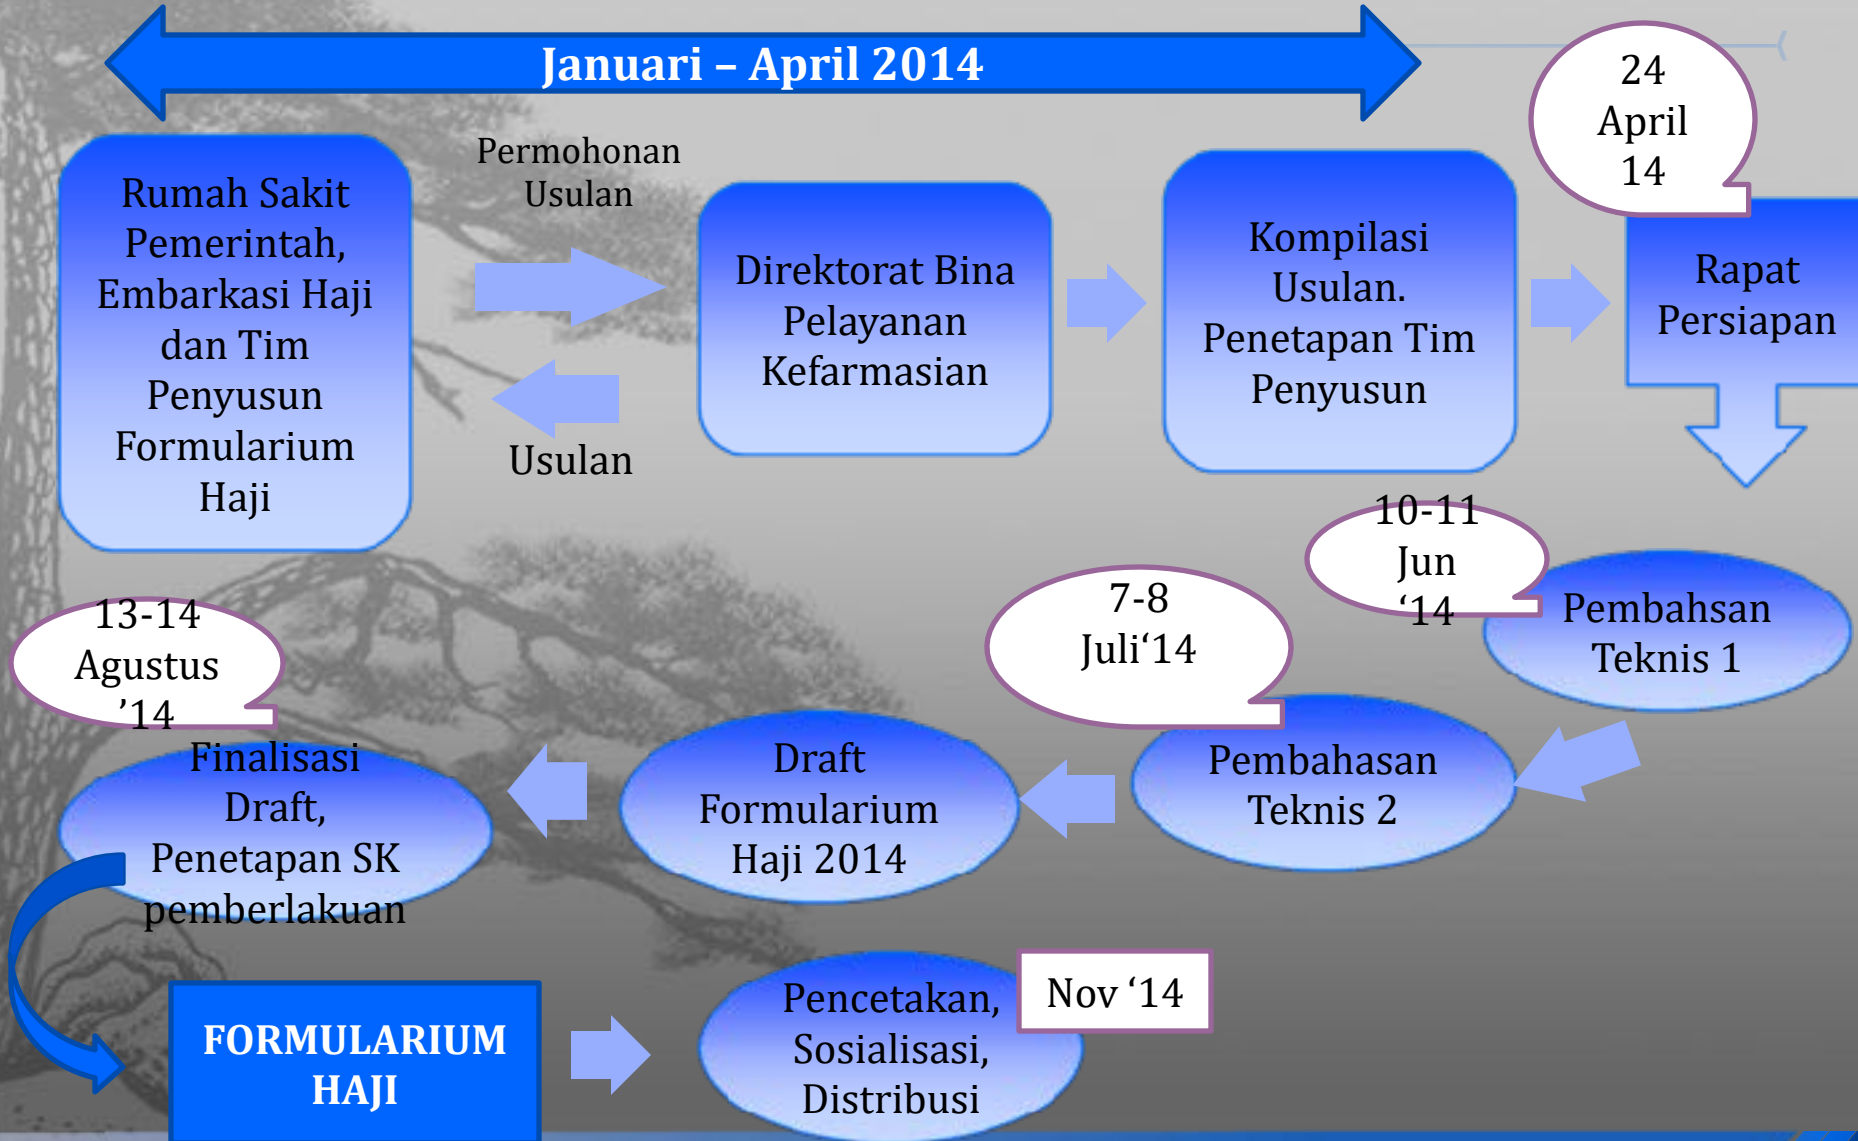 Januari – April 2014
24
April
14
Rumah Sakit
Pemerintah,
Embarkasi Haji
dan Tim
Penyusun
Formularium
Haji
Permohonan
Usulan
Usulan
Direktorat Bina
Pelayanan
Kefarmasian
Kompilasi
Usulan.
Penetapan Tim
Penyusun
Rapat
Persiapan
10-11
Jun
‘14
Pembahsan
Teknis 1
7-8
Juli‘14
Pembahasan
Teknis 2
Draft
Formularium
Haji 2014
13-14
Agustus
’14
Finalisasi
Draft,
Penetapan SK
pemberlakuan
FORMULARIUM
HAJI
Pencetakan,
Sosialisasi,
Distribusi
Nov ‘14